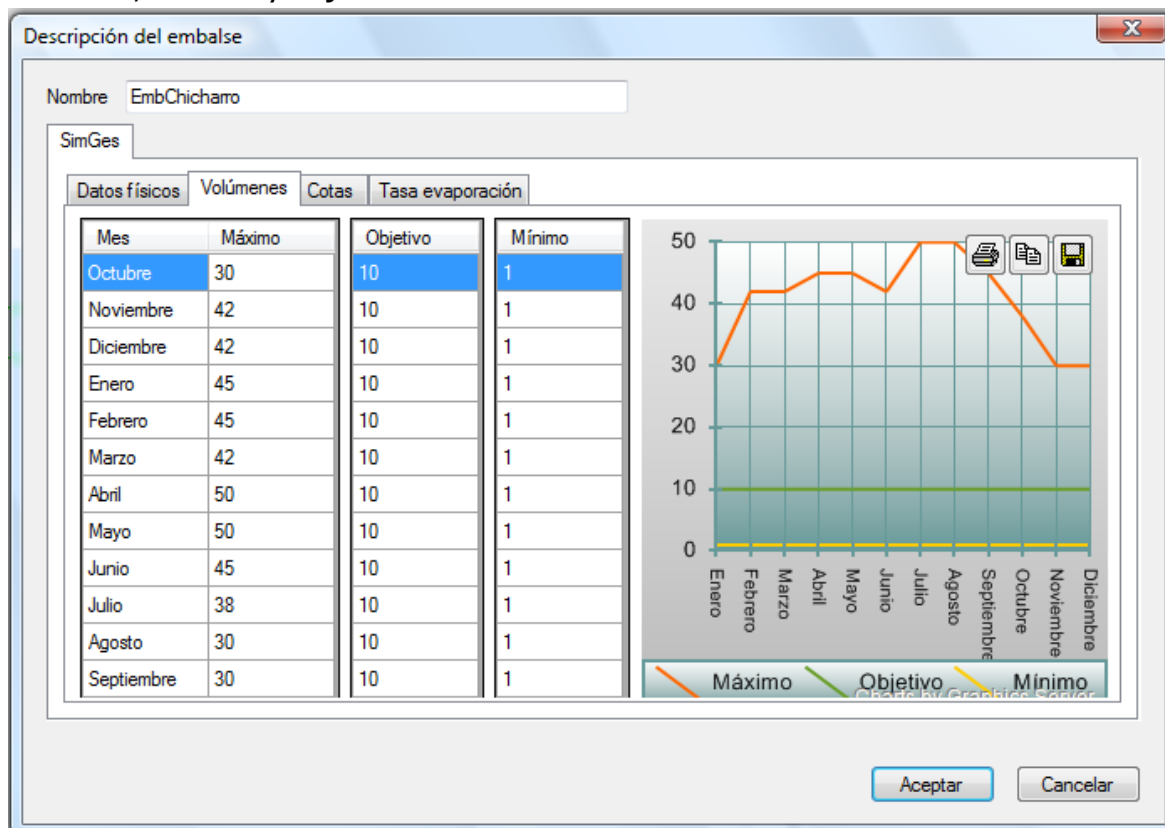 Descripción del embalse
Nombre EmbChicharro
SimGes
Datos físicos Volúmenes Cotas Tasa evaporación
Mes Máximo Objetivo Mínimo
Octubre 30 10 1
Noviembre 42 10 1
Diciembre 42 10 1
Enero 45 10 1
Febrero 45 10 1
Marzo 42 10 1
Abril 50 10 1
Mayo 50 10 1
Junio 45 10 1
Julio 38 10 1
Agosto 30 10 1
Septiembre 30 10 1
50
40
30
20
10
0
Enero
Febrero
Marzo
Abril
Mayo
Junio
Julio
Agosto
Septiembre
Octubre
Noviembre
Diciembre
Máximo Objetivo Mínimo
Charts by Graphics Server
Aceptar Cancelar